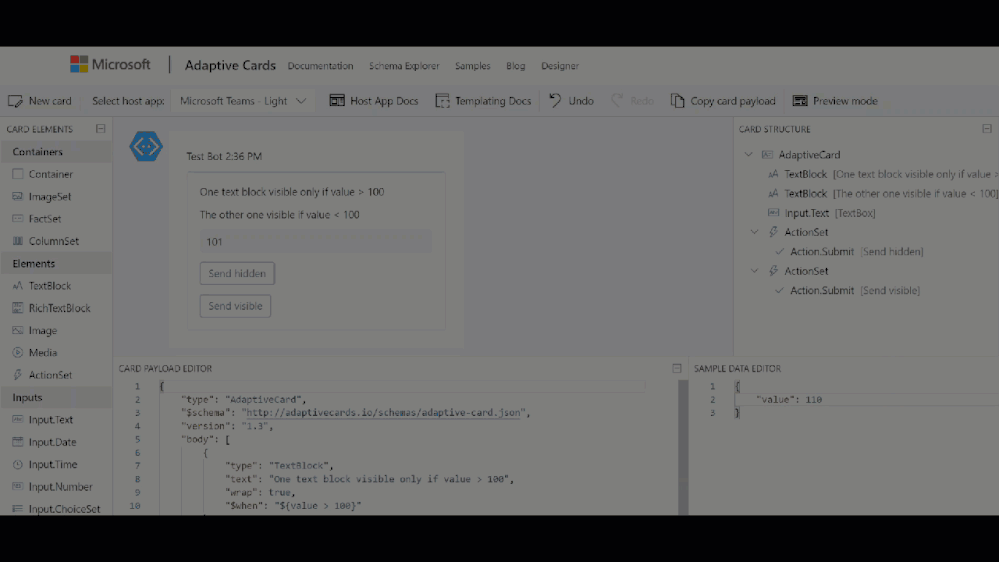 Microsoft | Adaptive Cards Documentation Schema Explorer Samples Blog Designer
New card Select host app: Microsoft Teams - Light Host App Docs Templating Docs Undo Redo Copy card payload Preview mode
CARD ELEMENTS
Containers
Container
ImageSet
FactSet
ColumnSet
Elements
TextBlock
RichTextBlock
Image
Media
ActionSet
Inputs
Input.Text
Input.Date
Input.Time
Input.Number
Input.ChoiceSet
Test Bot 2:36 PM
One text block visible only if value > 100
The other one visible if value < 100
101
Send hidden
Send visible
CARD STRUCTURE
AdaptiveCard
TextBlock [One text block visible only if value >
TextBlock [The other one visible if value < 100]
Input.Text [TextBox]
ActionSet
Action.Submit [Send hidden]
ActionSet
Action.Submit [Send visible]
CARD PAYLOAD EDITOR
1 {
2 "type": "AdaptiveCard",
3 "$schema": "http://adaptivecards.io/schemas/adaptive-card.json",
4 "version": "1.3",
5 "body": [
6 {
7 "type": "TextBlock",
8 "text": "One text block visible only if value > 100",
9 "wrap": true,
10 "$when": "${value > 100}"
SAMPLE DATA EDITOR
1 {
2 "value": 110
3 }